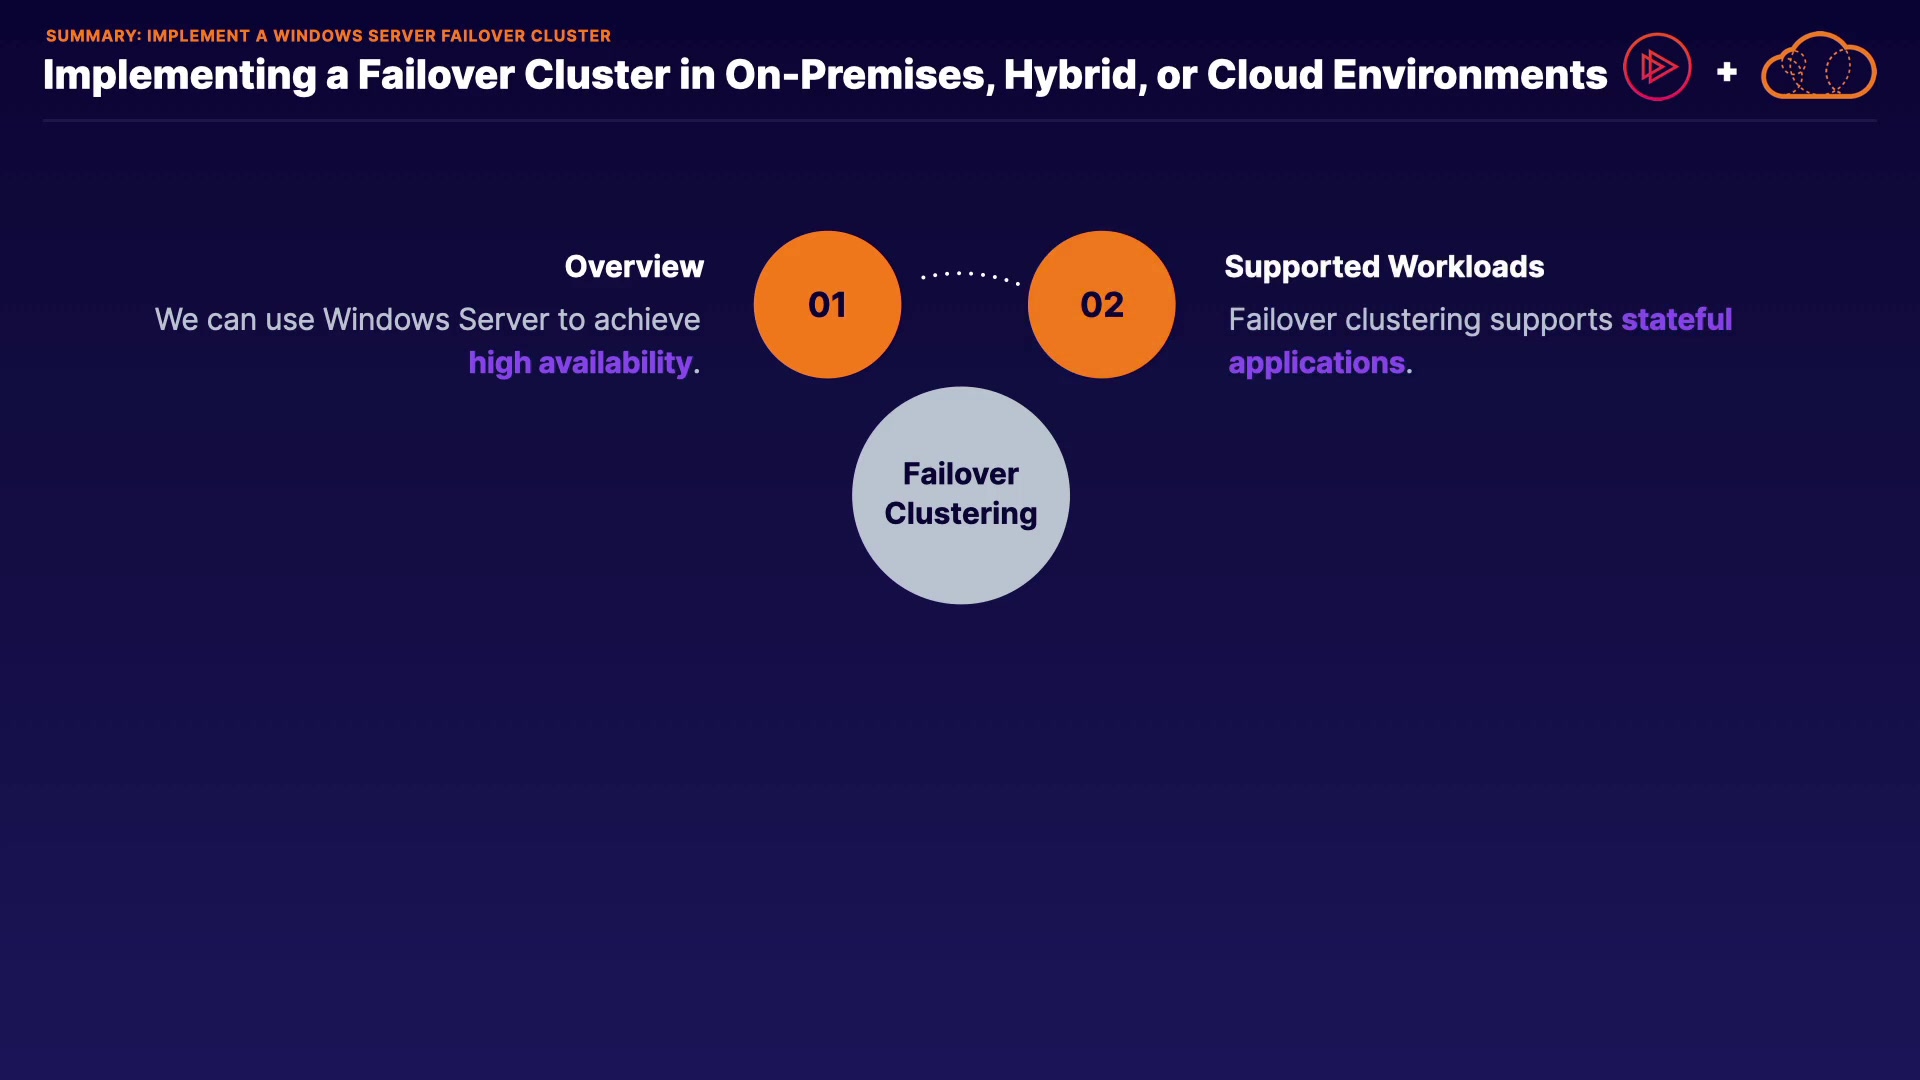 SUMMARY: IMPLEMENT A WINDOWS SERVER FAILOVER CLUSTER
Implementing a Failover Cluster in On-Premises, Hybrid, or Cloud Environments
+
Overview
We can use Windows Server to achieve
high availability.
01
02
Supported Workloads
Failover clustering supports stateful
applications.
Failover
Clustering